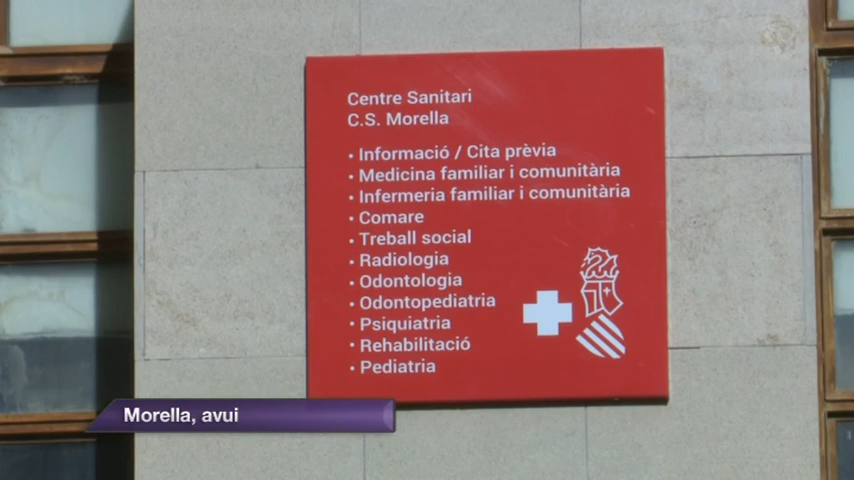 Centre Sanitari
C.S. Morella
• Informació / Cita prèvia
• Medicina familiar i comunitària
• Infermeria familiar i comunitària
• Comare
• Treball social
• Radiologia
• Odontologia
• Odontopediatria
• Psiquiatria
• Rehabilitació
• Pediatria
Morella, avui